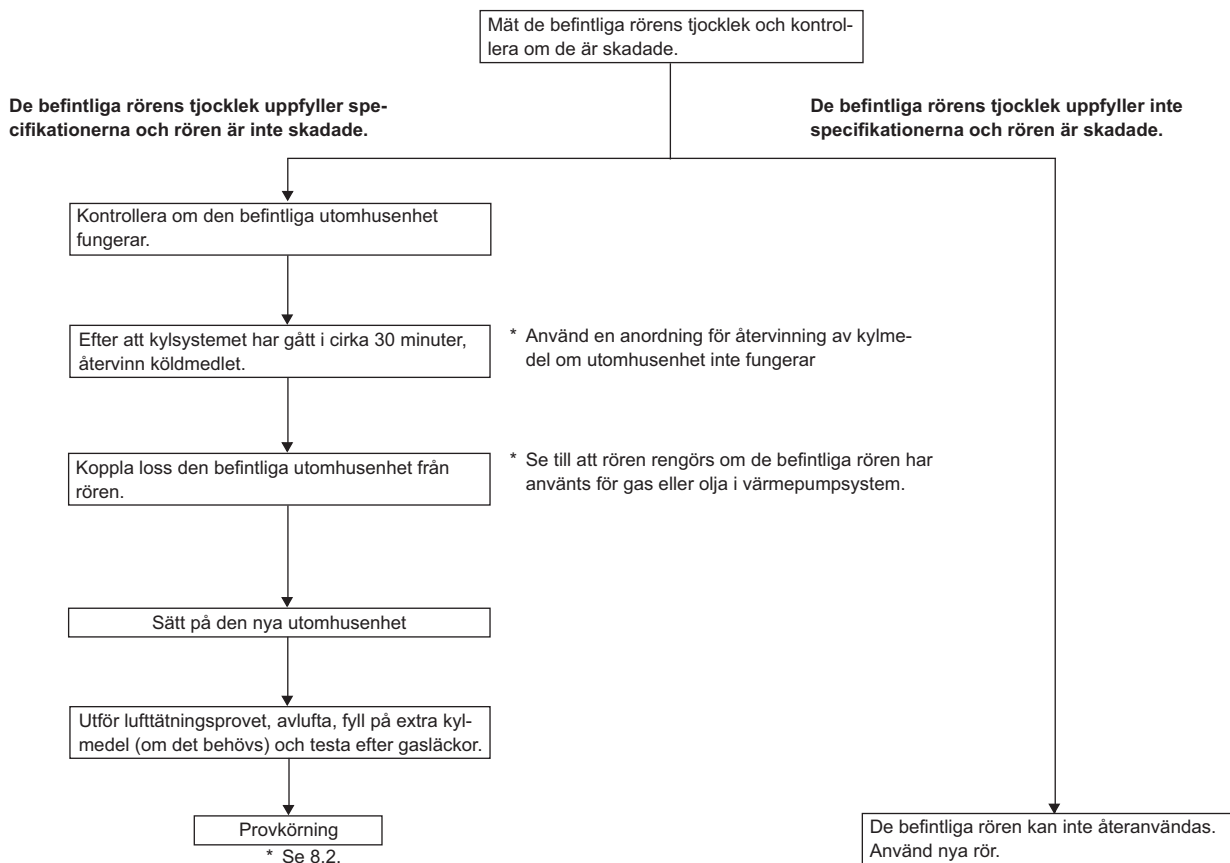 Mät de befintliga rörens tjocklek och kontrol-
lera om de är skadade.
De befintliga rörens tjocklek uppfyller spe-
cifikationerna och rören är inte skadade.
De befintliga rörens tjocklek uppfyller inte
specifikationerna och rören är skadade.
Kontrollera om den befintliga utomhusenhet
fungerar.
Efter att kylsystemet har gått i cirka 30 minuter,
återvinn köldmedlet.
* Använd en anordning för återvinning av kylme-
del om utomhusenhet inte fungerar
Koppla loss den befintliga utomhusenhet från
rören.
* Se till att rören rengörs om de befintliga rören har
använts för gas eller olja i värmepumpsystem.
Sätt på den nya utomhusenhet
Utför lufttätningsprovet, avlufta, fyll på extra kyl-
medel (om det behövs) och testa efter gasläckor.
Provkörning
* Se 8.2.
De befintliga rören kan inte återanvändas.
Använd nya rör.